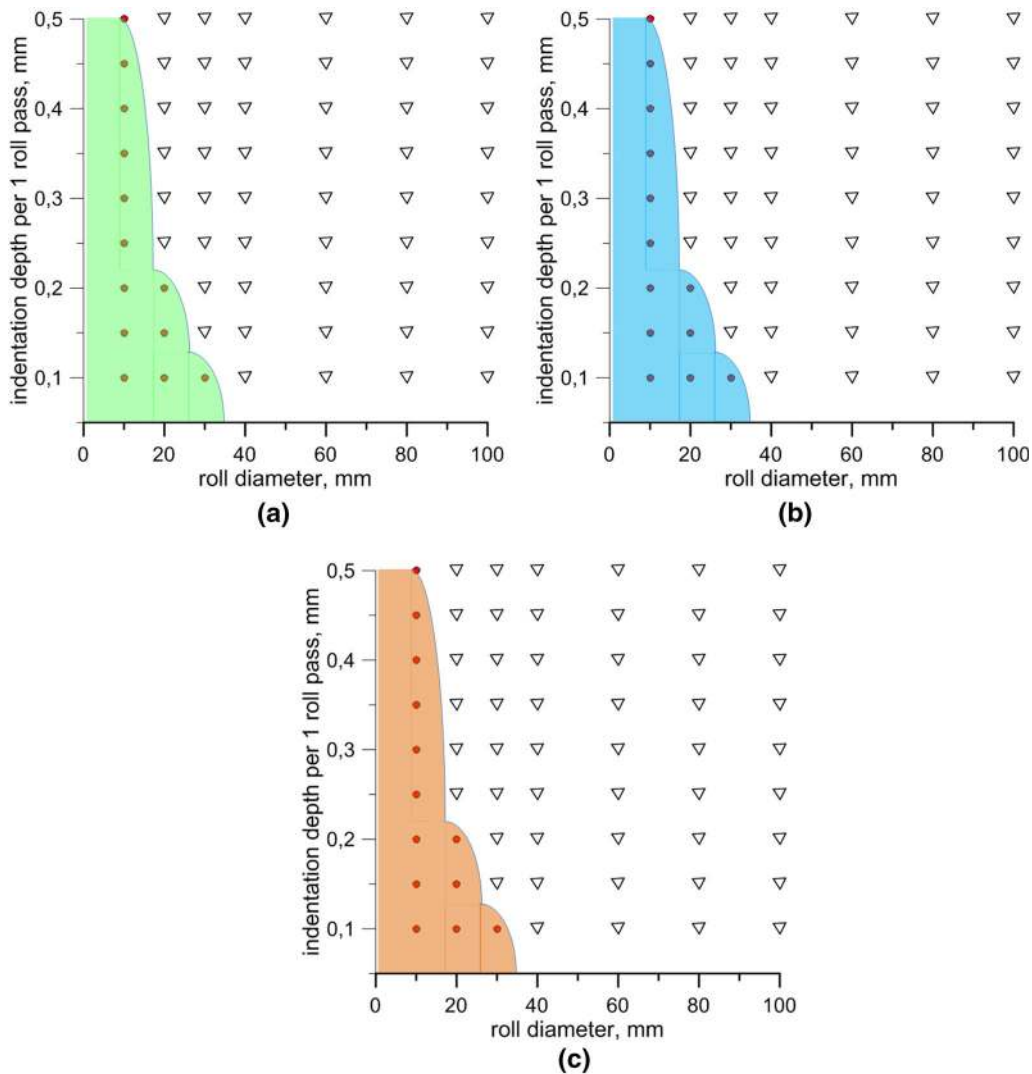 0,5
0,4
0,3
0,2
0,1
indentation depth per 1 roll pass, mm
0 20 40 60 80 100
roll diameter, mm
(a)
0,5
0,4
0,3
0,2
0,1
indentation depth per 1 roll pass, mm
0 20 40 60 80 100
roll diameter, mm
(b)
0,5
0,4
0,3
0,2
0,1
indentation depth per 1 roll pass, mm
0 20 40 60 80 100
roll diameter, mm
(c)